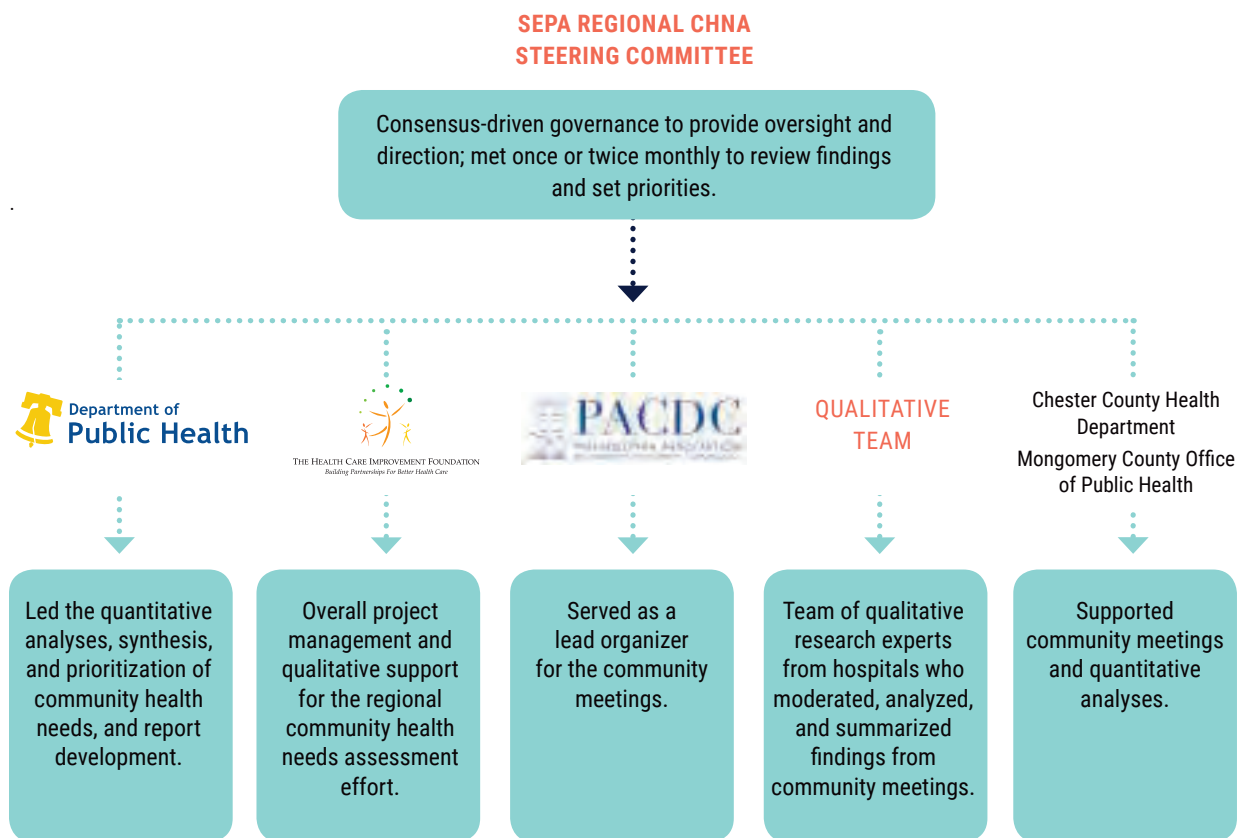 SEPA REGIONAL CHNA
STEERING COMMITTEE
Consensus-driven governance to provide oversight and
direction; met once or twice monthly to review findings
and set priorities.
.
Department of
Public Health
THE HEALTH CARE IMPROVEMENT FOUNDATION
Building Partnerships For Better Health Care
PACDC
PHILADELPHIA ASSOCIATION
QUALITATIVE
TEAM
Chester County Health
Department
Mongomery County Office
of Public Health
Led the quantitative
analyses, synthesis,
and prioritization of
community health
needs, and report
development.
Overall project
management and
qualitative support
for the regional
community health
needs assessment
effort.
Served as a
lead organizer
for the community
meetings.
Team of qualitative
research experts
from hospitals who
moderated, analyzed,
and summarized
findings from
community meetings.
Supported
community meetings
and quantitative
analyses.